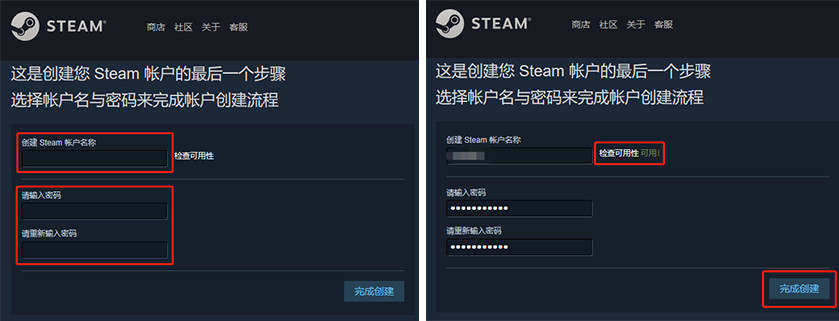 STEAM®
商店 社区 关于 客服
这是创建您 Steam 帐户的最后一个步骤
选择帐户名与密码来完成帐户创建流程
创建 Steam 帐户名称
检查可用性
请输入密码
请重新输入密码
完成创建
STEAM®
商店 社区 关于 客服
这是创建您 Steam 帐户的最后一个步骤
选择帐户名与密码来完成帐户创建流程
创建 Steam 帐户名称
检查可用性 可用!
请输入密码
请重新输入密码
完成创建